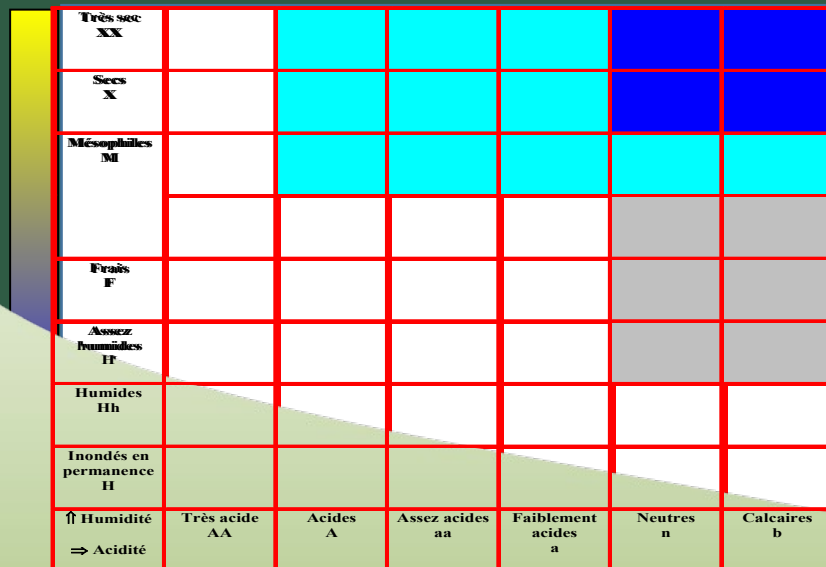 Très sec
XX
Secs
X
Mésophiles
M
Frais
F
Assez
humides
H'
Humides
Hh
Inondés en
permanence
H
⇑ Humidité
⇒ Acidité
Très acide
AA
Acides
A
Assez acides
aa
Faiblement
acides
a
Neutres
n
Calcaires
b